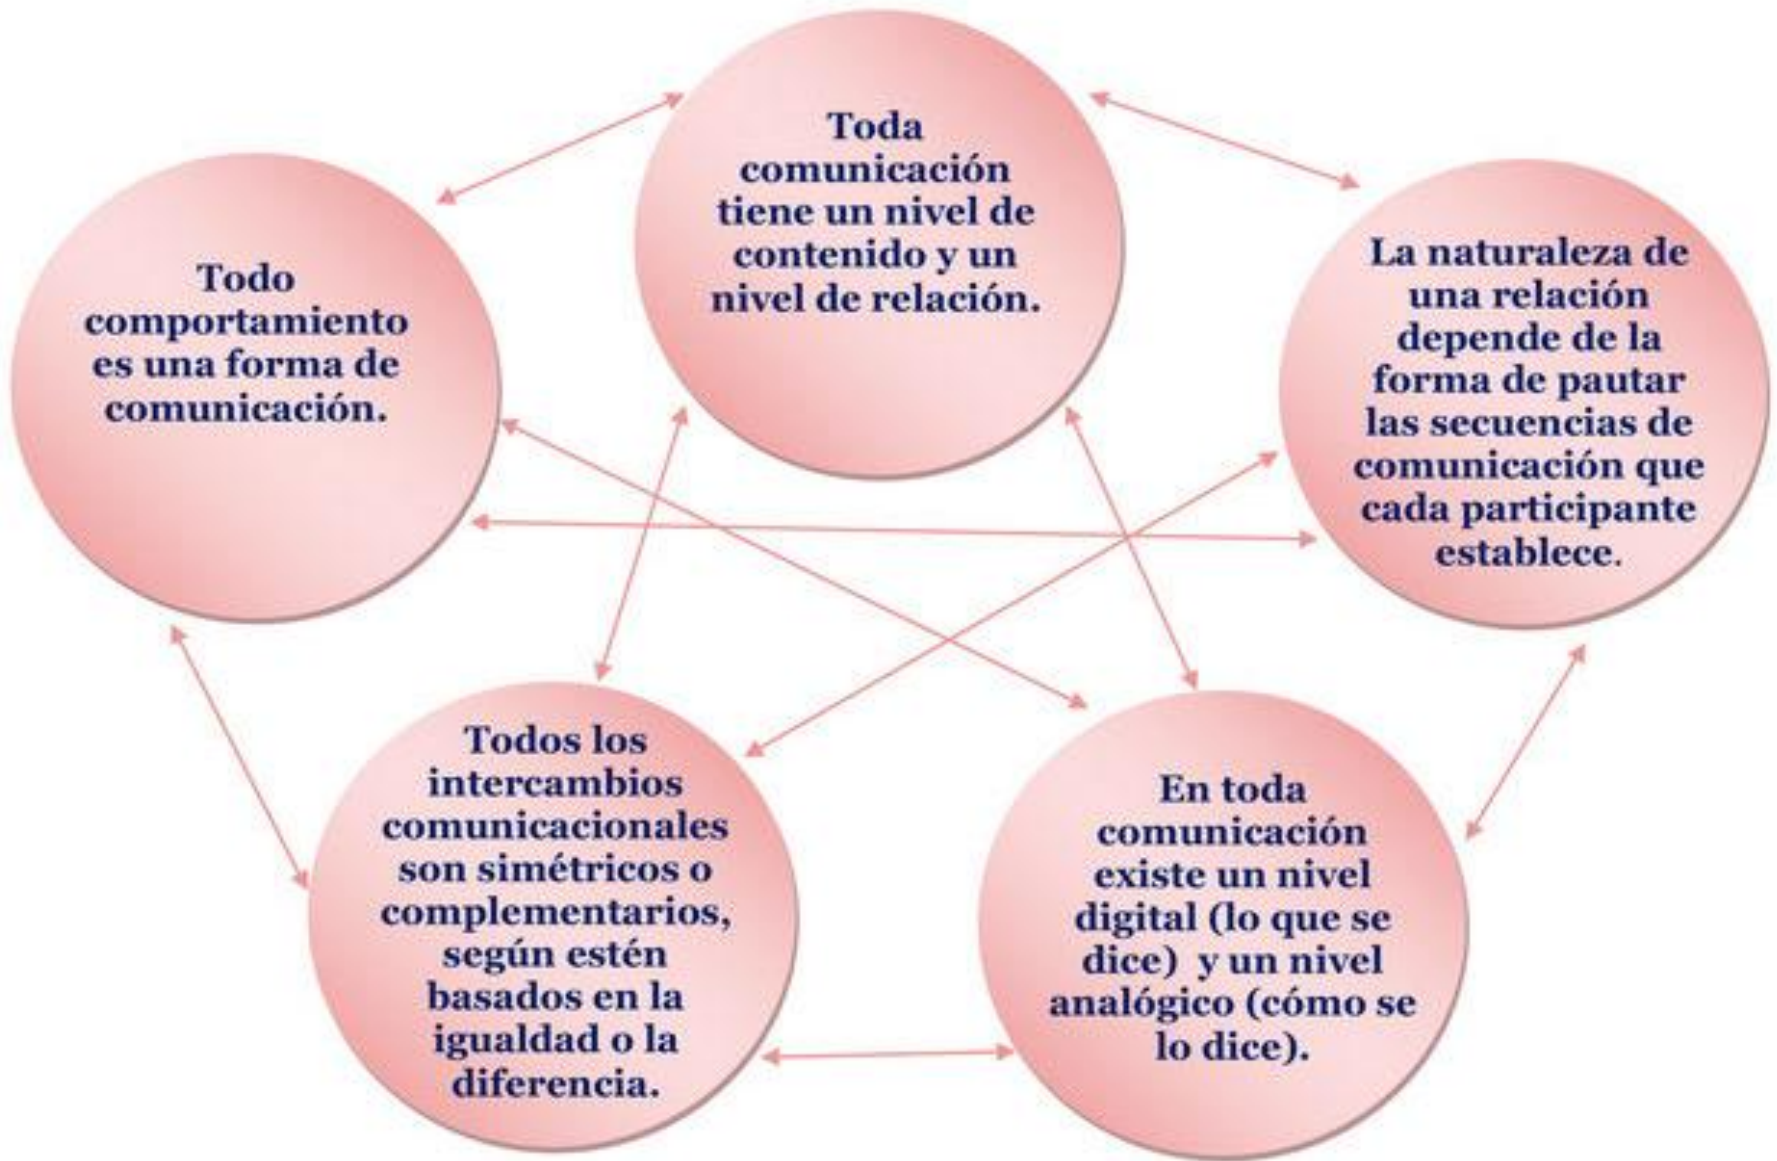 Toda
comunicación
tiene un nivel de
contenido y un
nivel de relación.
Todo
comportamiento
es una forma de
comunicación.
La naturaleza de
una relación
depende de la
forma de pautar
las secuencias de
comunicación que
cada participante
establece.
Todos los
intercambios
comunicacionales
son simétricos o
complementarios,
según estén
basados en la
igualdad o la
diferencia.
En toda
comunicación
existe un nivel
digital (lo que se
dice) y un nivel
analógico (cómo se
lo dice).